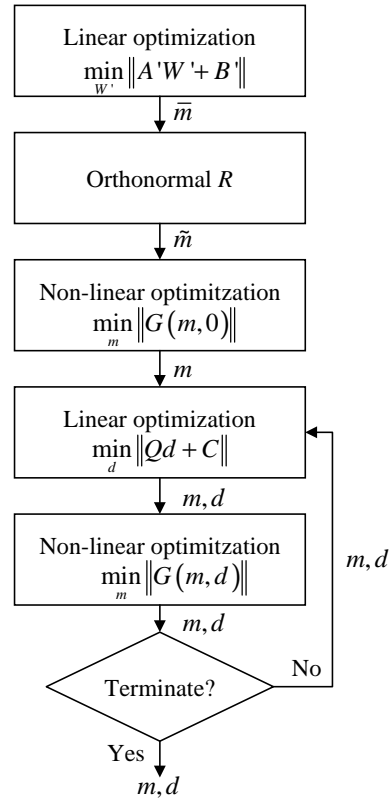 Linear optimization
min ‖A'W'+B'‖
W'
m̅
Orthonormal R
m̃
Non-linear optimitzation
min ‖G(m,0)‖
m
m
Linear optimization
min ‖Qd+C‖
d
m,d
Non-linear optimitzation
min ‖G(m,d)‖
m
m,d
m,d
No
Terminate?
Yes
m,d